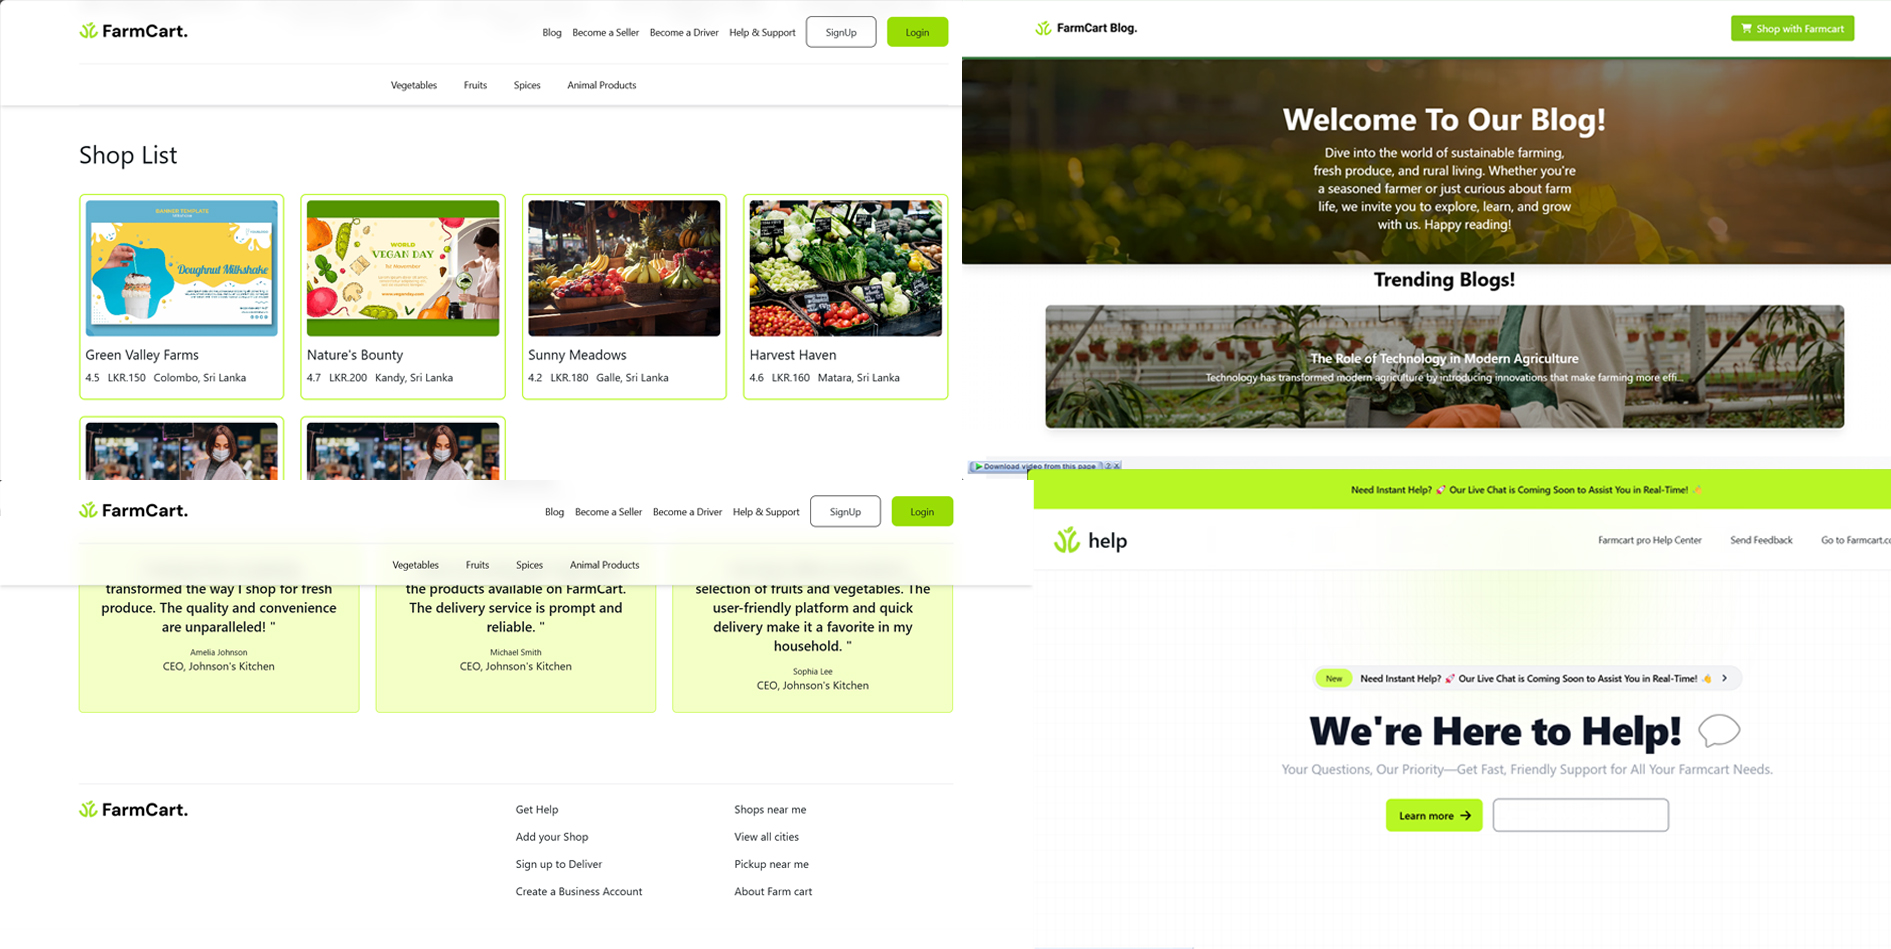 FarmCart.
Blog Become a Seller Become a Driver Help & Support SignUp Login
Vegetables Fruits Spices Animal Products
Shop List
BANNER TEMPLATE
Doughnut Milkshake
Green Valley Farms
4.5 LKR.150 Colombo, Sri Lanka
WORLD
VEGAN DAY
1st November
www.veganday.com
Nature's Bounty
4.7 LKR.200 Kandy, Sri Lanka
Sunny Meadows
4.2 LKR.180 Galle, Sri Lanka
Harvest Haven
4.6 LKR.160 Matara, Sri Lanka
FarmCart Blog.
Shop with Farmcart
Welcome To Our Blog!
Dive into the world of sustainable farming,
fresh produce, and rural living. Whether you're
a seasoned farmer or just curious about farm
life, we invite you to explore, learn, and grow
with us. Happy reading!
Trending Blogs!
The Role of Technology in Modern Agriculture
Technology has transformed modern agriculture by introducing innovations that make farming more effi...
Download video from this page ? X
FarmCart.
Blog Become a Seller Become a Driver Help & Support SignUp Login
Vegetables Fruits Spices Animal Products
transformed the way I shop for fresh
produce. The quality and convenience
are unparalleled! "
Amelia Johnson
CEO, Johnson's Kitchen
the products available on FarmCart.
The delivery service is prompt and
reliable. "
Michael Smith
CEO, Johnson's Kitchen
selection of fruits and vegetables. The
user-friendly platform and quick
delivery make it a favorite in my
household. "
Sophia Lee
CEO, Johnson's Kitchen
FarmCart.
Get Help
Add your Shop
Sign up to Deliver
Create a Business Account
Shops near me
View all cities
Pickup near me
About Farm cart
Need Instant Help? 🚀 Our Live Chat is Coming Soon to Assist You in Real-Time!
help
Farmcart pro Help Center Send Feedback Go to Farmcart.co
New Need Instant Help? 🚀 Our Live Chat is Coming Soon to Assist You in Real-Time!
We're Here to Help!
Your Questions, Our Priority—Get Fast, Friendly Support for All Your Farmcart Needs.
Learn more →